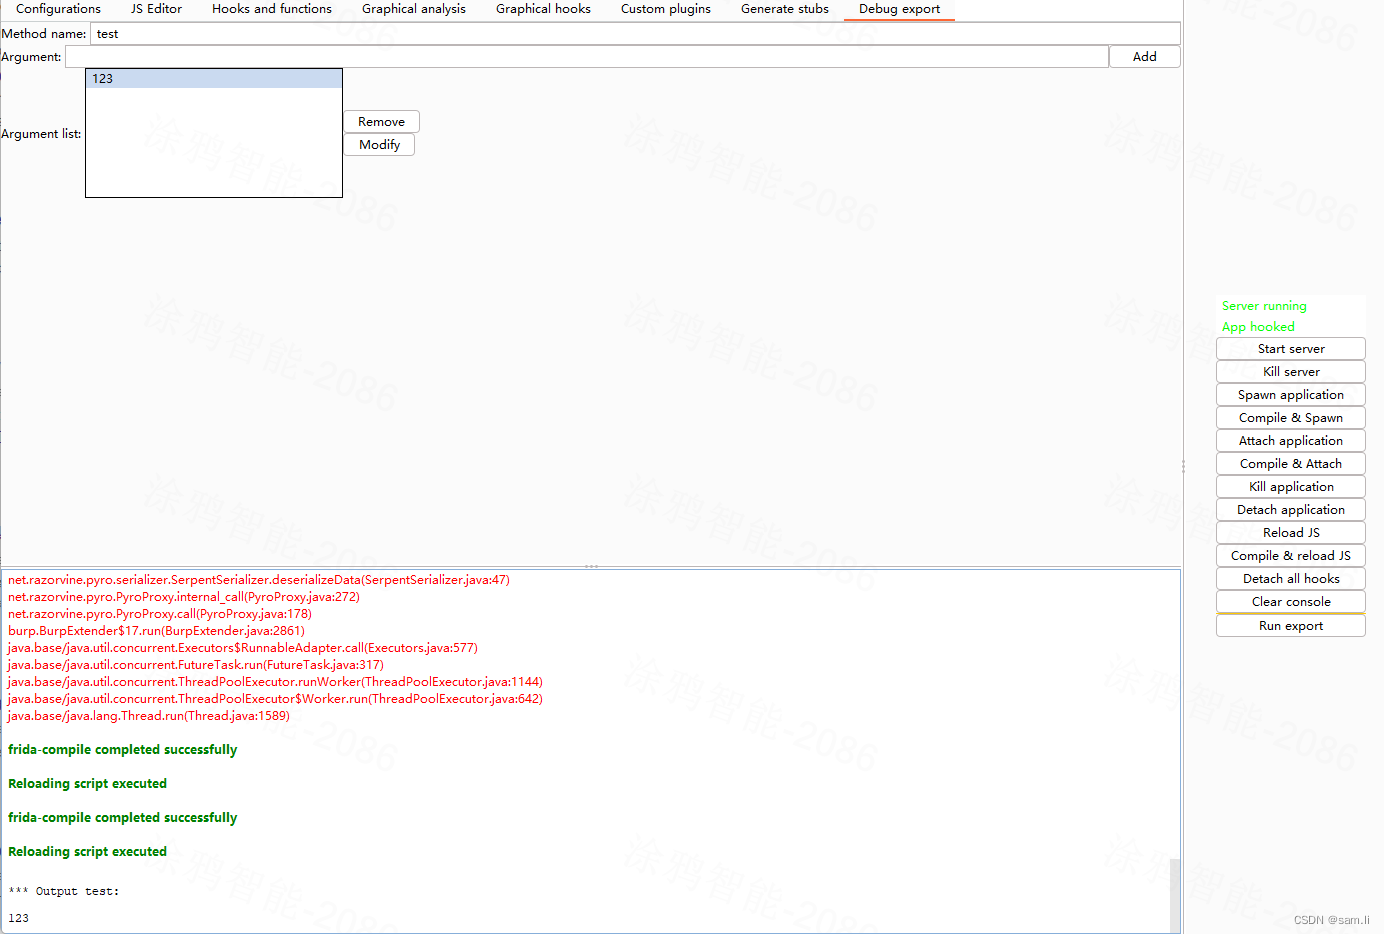 Configurations JS Editor Hooks and functions Graphical analysis Graphical hooks Custom plugins Generate stubs Debug export
Method name: test
Argument: Add
123
Argument list:
Remove
Modify
Server running
App hooked
Start server
Kill server
Spawn application
Compile & Spawn
Attach application
Compile & Attach
Kill application
Detach application
Reload JS
Compile & reload JS
Detach all hooks
Clear console
Run export
net.razorvine.pyro.serializer.SerpentSerializer.deserializeData(SerpentSerializer.java:47)
net.razorvine.pyro.PyroProxy.internal_call(PyroProxy.java:272)
net.razorvine.pyro.PyroProxy.call(PyroProxy.java:178)
burp.BurpExtender$17.run(BurpExtender.java:2861)
java.base/java.util.concurrent.Executors$RunnableAdapter.call(Executors.java:577)
java.base/java.util.concurrent.FutureTask.run(FutureTask.java:317)
java.base/java.util.concurrent.ThreadPoolExecutor.runWorker(ThreadPoolExecutor.java:1144)
java.base/java.util.concurrent.ThreadPoolExecutor$Worker.run(ThreadPoolExecutor.java:642)
java.base/java.lang.Thread.run(Thread.java:1589)
frida-compile completed successfully
Reloading script executed
frida-compile completed successfully
Reloading script executed
*** Output test:
123
涂鸦智能-2086
CSDN @sam.li